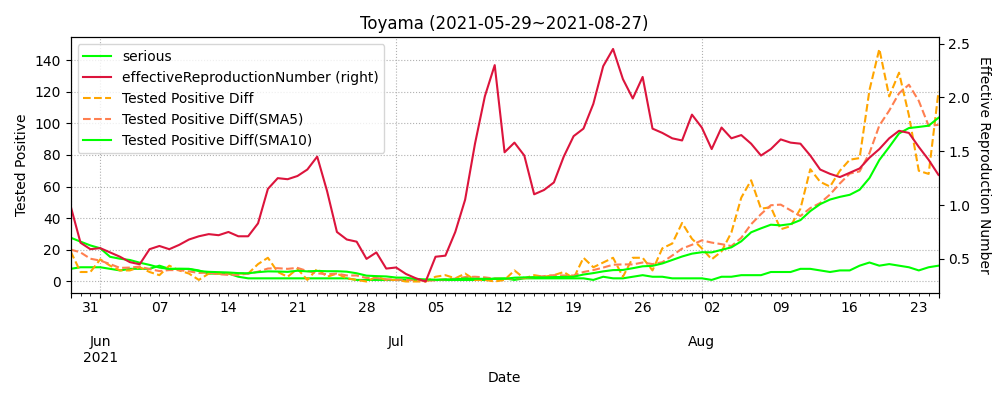 Toyama (2021-05-29~2021-08-27)
serious
effectiveReproductionNumber (right)
Tested Positive Diff
Tested Positive Diff(SMA5)
Tested Positive Diff(SMA10)
Tested Positive
140
120
100
80
60
40
20
0
2.5
2.0
1.5
1.0
0.5
Effective Reproduction Number
31 07 14 21 28 05 12 19 26 02 09 16 23
Jun Jul Aug
2021
Date